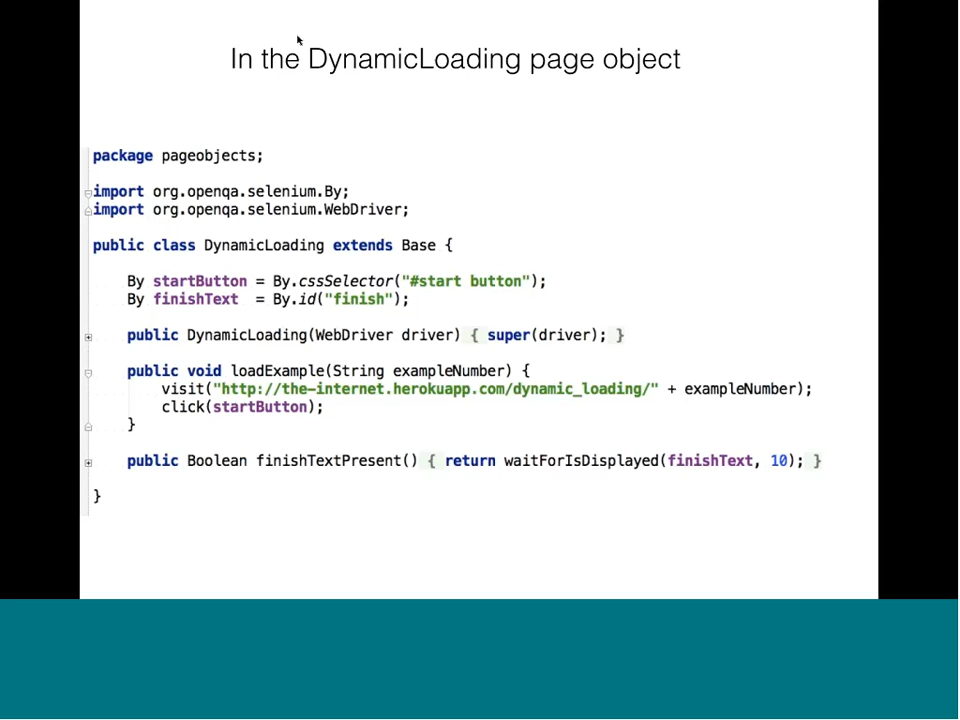 In the DynamicLoading page object
package pageobjects;
import org.openqa.selenium.By;
import org.openqa.selenium.WebDriver;
public class DynamicLoading extends Base {
By startButton = By.cssSelector("#start button");
By finishText  = By.id("finish");
public DynamicLoading(WebDriver driver) { super(driver); }
public void loadExample(String exampleNumber) {
visit("http://the-internet.herokuapp.com/dynamic_loading/" + exampleNumber);
click(startButton);
}
public Boolean finishTextPresent() { return waitForIsDisplayed(finishText, 10); }
}